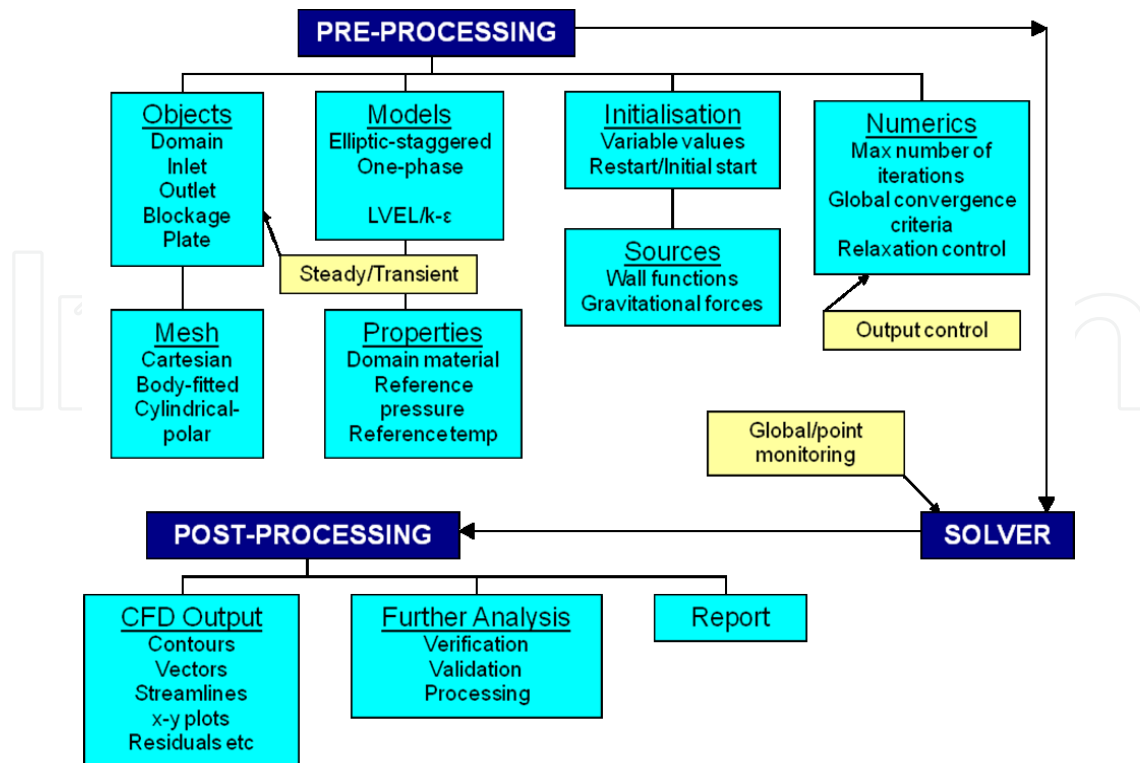 PRE-PROCESSING
Objects
Domain
Inlet
Outlet
Blockage
Plate
Models
Elliptic-staggered
One-phase
LVEL/k-ε
Initialisation
Variable values
Restart/Initial start
Numerics
Max number of
iterations
Global convergence
criteria
Relaxation control
Steady/Transient
Sources
Wall functions
Gravitational forces
Mesh
Cartesian
Body-fitted
Cylindrical-
polar
Properties
Domain material
Reference
pressure
Reference temp
Output control
Global/point
monitoring
POST-PROCESSING
SOLVER
CFD Output
Contours
Vectors
Streamlines
x-y plots
Residuals etc
Further Analysis
Verification
Validation
Processing
Report